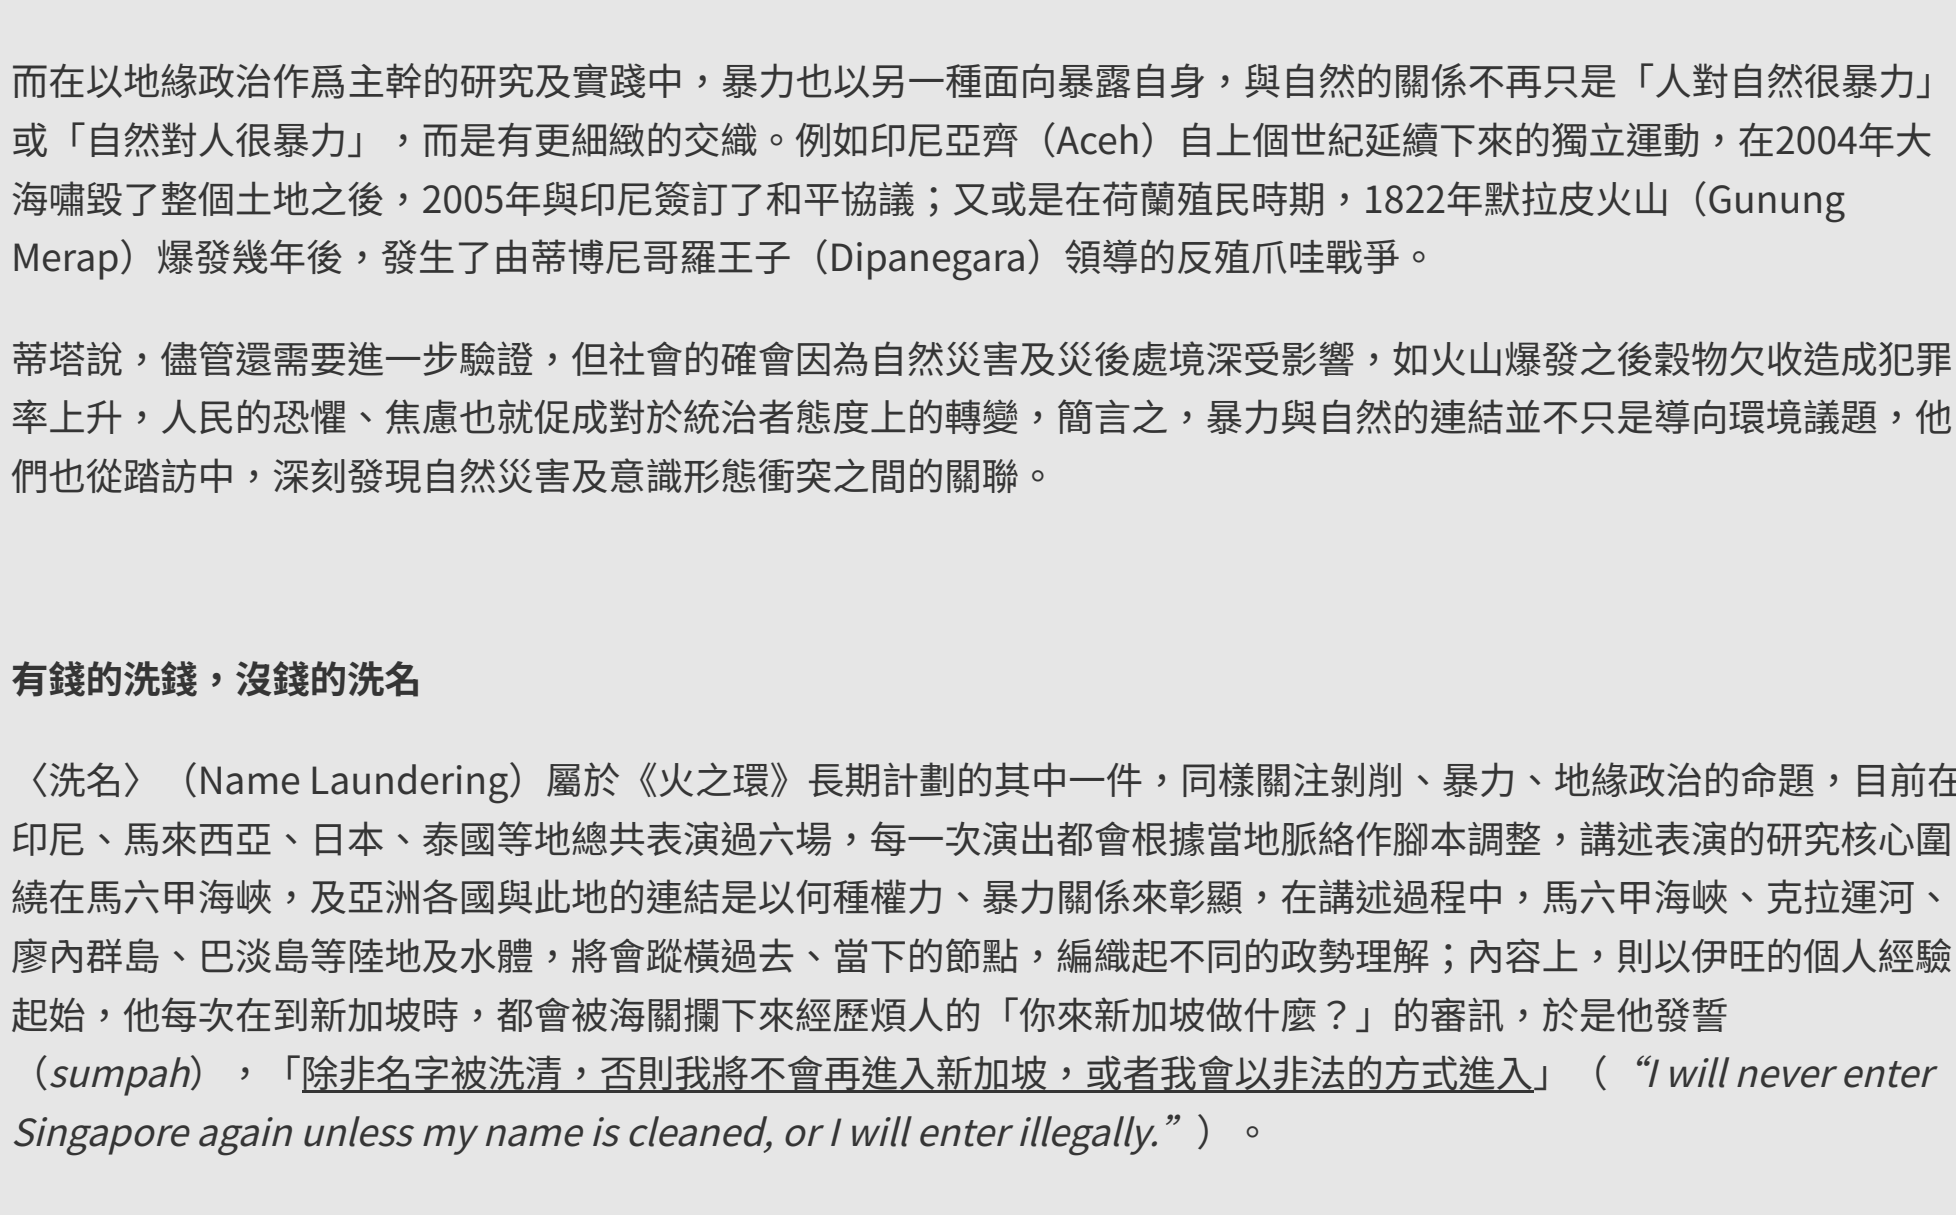 而在以地緣政治作爲主幹的研究及實踐中，暴力也以另一種面向暴露自身，與自然的關係不再只是「人對自然很暴力」
或「自然對人很暴力」，而是有更細緻的交織。例如印尼亞齊（Aceh）自上個世紀延續下來的獨立運動，在2004年大
海嘯毀了整個土地之後，2005年與印尼簽訂了和平協議；又或是在荷蘭殖民時期，1822年默拉皮火山（Gunung
Merap）爆發幾年後，發生了由蒂博尼哥羅王子（Dipanegara）領導的反殖爪哇戰爭。
蒂塔說，儘管還需要進一步驗證，但社會的確會因為自然災害及災後處境深受影響，如火山爆發之後穀物欠收造成犯罪
率上升，人民的恐懼、焦慮也就促成對於統治者態度上的轉變，簡言之，暴力與自然的連結並不只是導向環境議題，他
們也從踏訪中，深刻發現自然災害及意識形態衝突之間的關聯。
有錢的洗錢，沒錢的洗名
〈洗名〉（Name Laundering）屬於《火之環》長期計劃的其中一件，同樣關注剝削、暴力、地緣政治的命題，目前在
印尼、馬來西亞、日本、泰國等地總共表演過六場，每一次演出都會根據當地脈絡作腳本調整，講述表演的研究核心圍
繞在馬六甲海峽，及亞洲各國與此地的連結是以何種權力、暴力關係來彰顯，在講述過程中，馬六甲海峽、克拉運河、
廖內群島、巴淡島等陸地及水體，將會蹤橫過去、當下的節點，編織起不同的政勢理解；內容上，則以伊旺的個人經驗
起始，他每次在到新加坡時，都會被海關攔下來經歷煩人的「你來新加坡做什麼？」的審訊，於是他發誓
（sumpah），「除非名字被洗清，否則我將不會再進入新加坡，或者我會以非法的方式進入」（ “I will never enter
Singapore again unless my name is cleaned, or I will enter illegally.” ）。